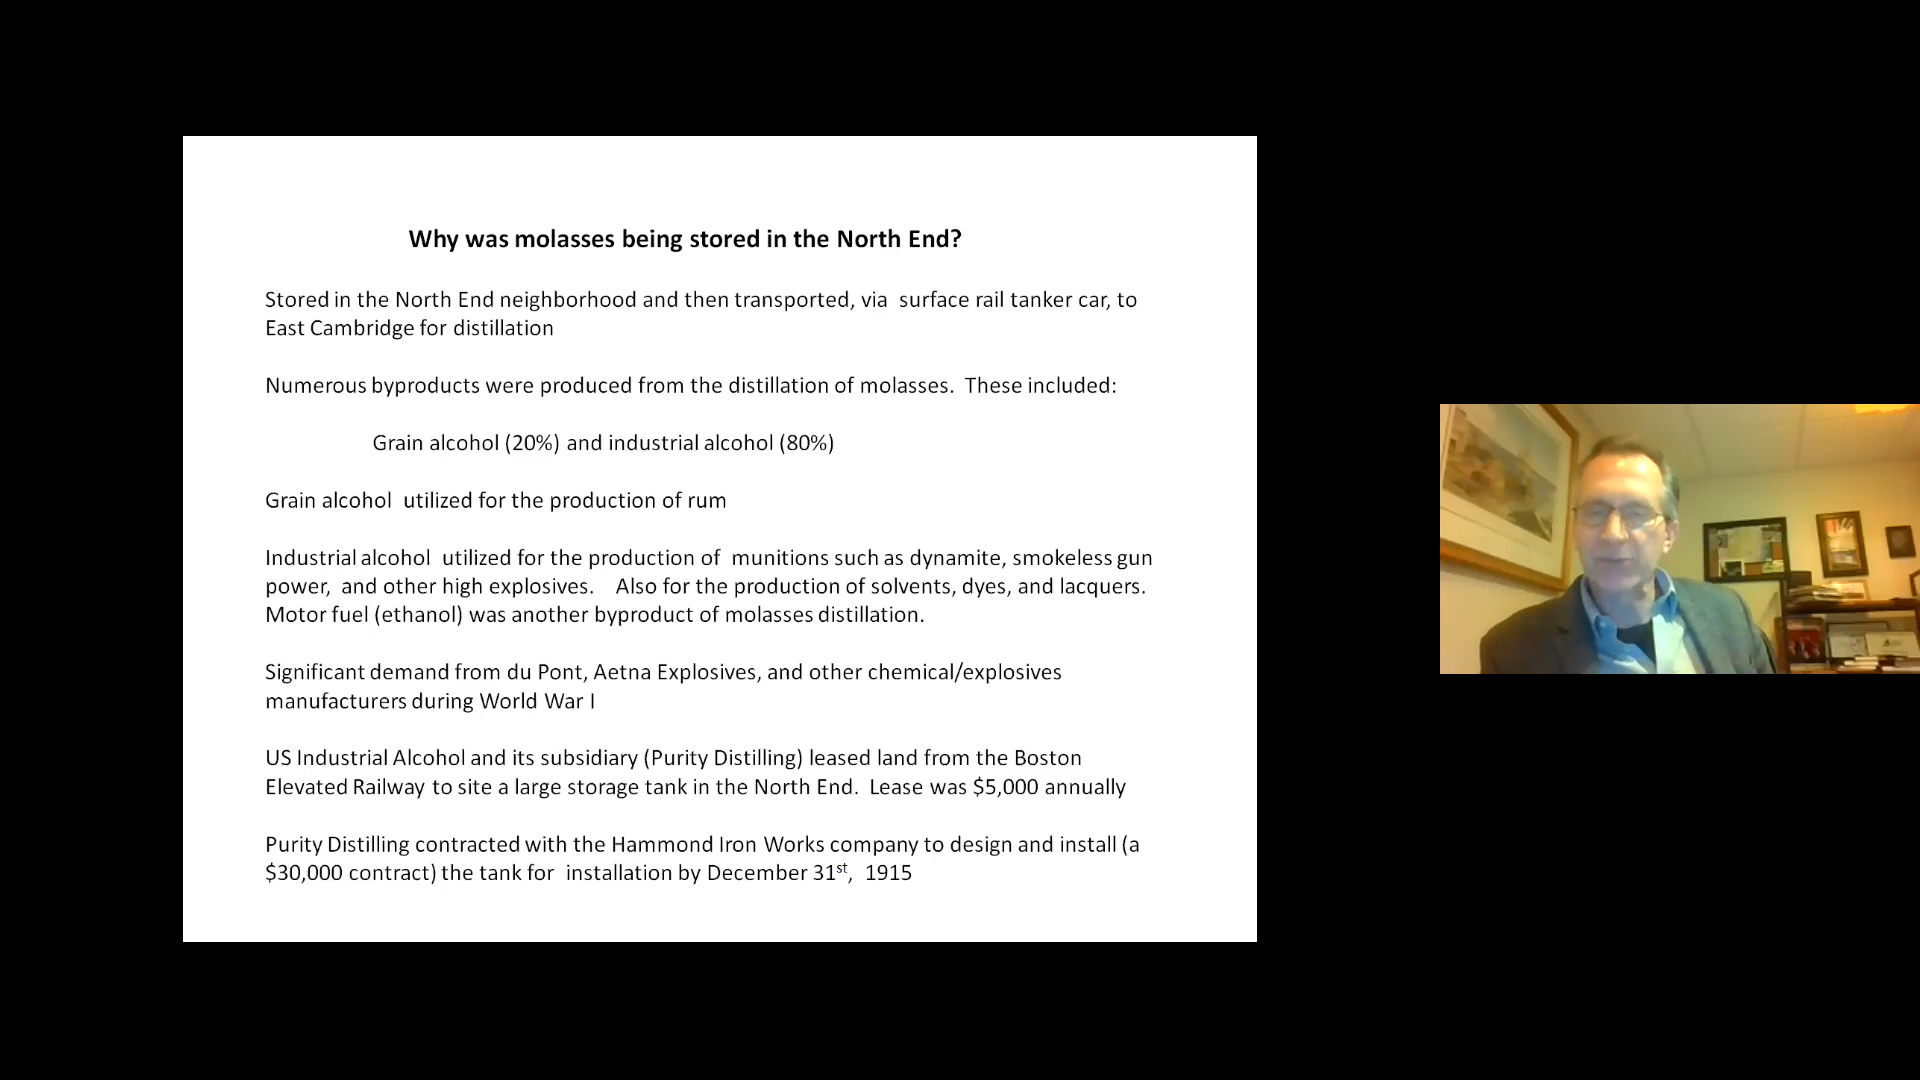 Why was molasses being stored in the North End?
Stored in the North End neighborhood and then transported, via  surface rail tanker car, to
East Cambridge for distillation
Numerous byproducts were produced from the distillation of molasses.  These included:
Grain alcohol (20%) and industrial alcohol (80%)
Grain alcohol  utilized for the production of rum
Industrial alcohol  utilized for the production of  munitions such as dynamite, smokeless gun
power,  and other high explosives.    Also for the production of solvents, dyes, and lacquers.
Motor fuel (ethanol) was another byproduct of molasses distillation.
Significant demand from du Pont, Aetna Explosives, and other chemical/explosives
manufacturers during World War I
US Industrial Alcohol and its subsidiary (Purity Distilling) leased land from the Boston
Elevated Railway to site a large storage tank in the North End.  Lease was $5,000 annually
Purity Distilling contracted with the Hammond Iron Works company to design and install (a
$30,000 contract) the tank for  installation by December 31st,  1915